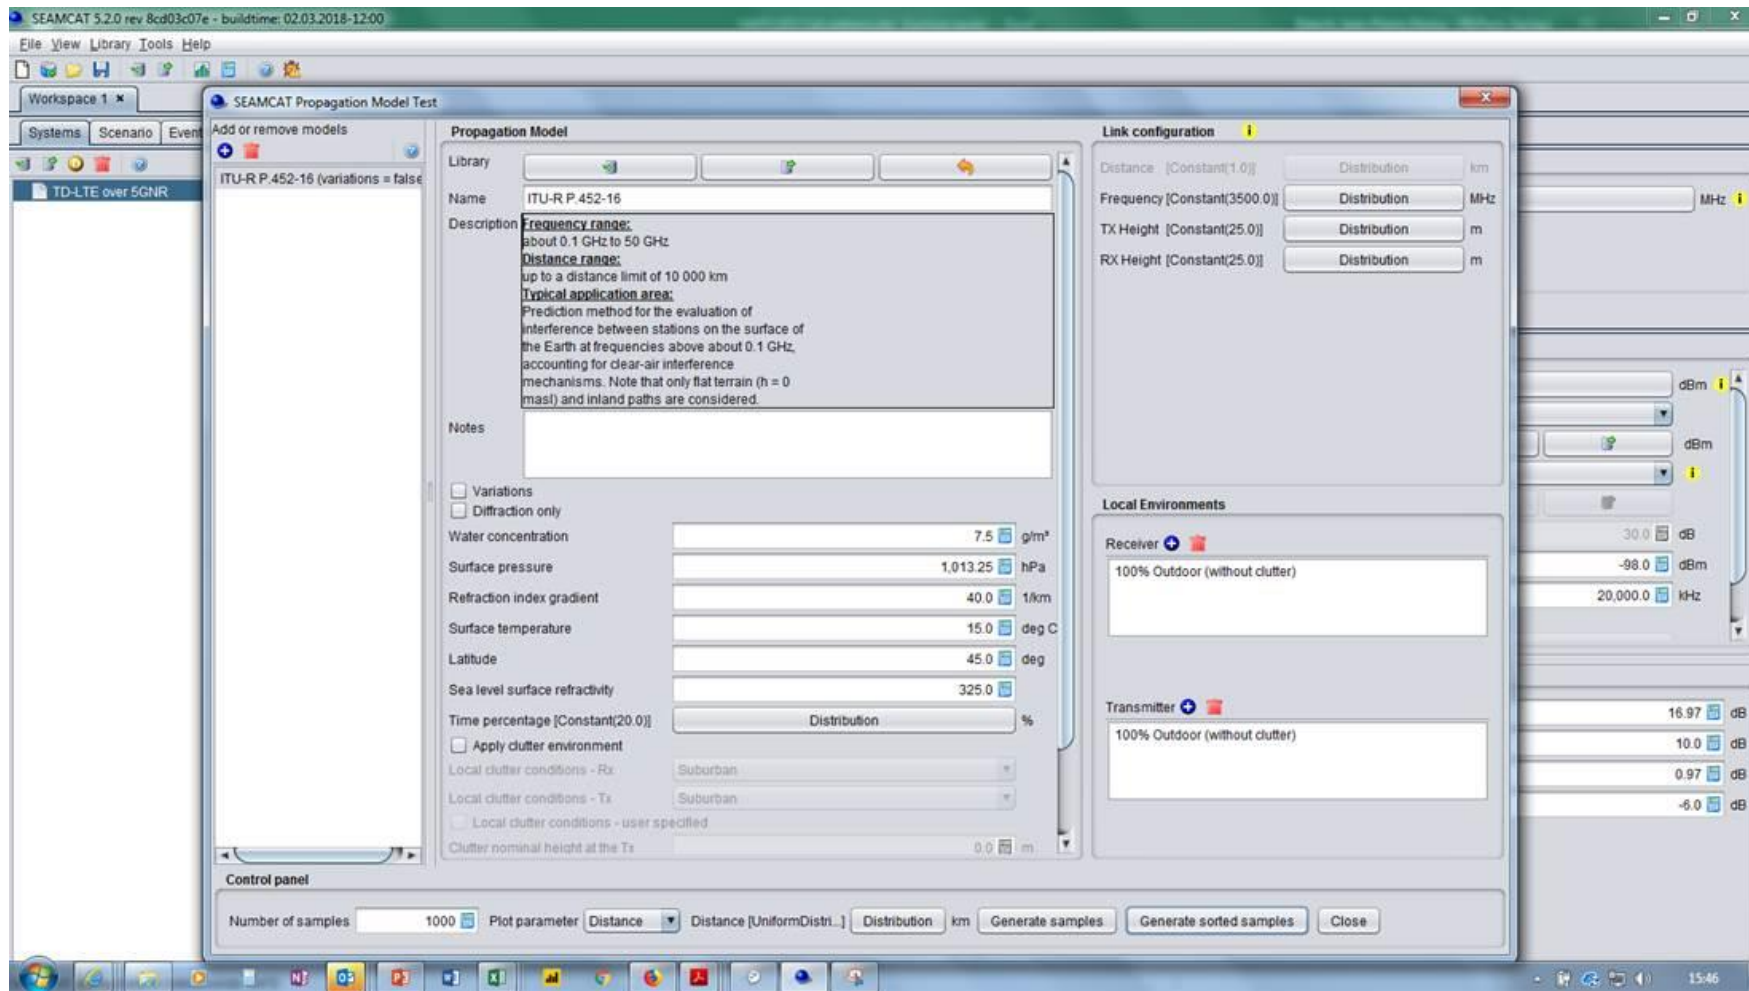 SEAMCAT 5.2.0 rev 8cd03c07e - buildtime: 02.03.2018-12:00
File View Library Tools Help
Workspace 1
Systems Scenario Event
TD-LTE over 5GNR
SEAMCAT Propagation Model Test
Add or remove models
ITU-R P.452-16 (variations = false
Propagation Model
Library
Name ITU-R P.452-16
Description Frequency range:
about 0.1 GHz to 50 GHz
Distance range:
up to a distance limit of 10 000 km
Typical application area:
Prediction method for the evaluation of
interference between stations on the surface of
the Earth at frequencies above about 0.1 GHz,
accounting for clear-air interference
mechanisms. Note that only flat terrain (h = 0
masl) and inland paths are considered.
Notes
Variations
Diffraction only
Water concentration 7.5 g/m³
Surface pressure 1,013.25 hPa
Refraction index gradient 40.0 1/km
Surface temperature 15.0 deg C
Latitude 45.0 deg
Sea level surface refractivity 325.0
Time percentage [Constant(20.0)] Distribution %
Apply clutter environment
Local clutter conditions - Rx Suburban
Local clutter conditions - Tx Suburban
Local clutter conditions - user specified
Clutter nominal height at the Tx 0.0 m
Link configuration
Distance [Constant(1.0)] Distribution km
Frequency [Constant(3500.0)] Distribution MHz
TX Height [Constant(25.0)] Distribution m
RX Height [Constant(25.0)] Distribution m
Local Environments
Receiver
100% Outdoor (without clutter)
Transmitter
100% Outdoor (without clutter)
MHz
dBm
dBm
30.0 dB
-98.0 dBm
20,000.0 kHz
16.97 dB
10.0 dB
0.97 dB
-6.0 dB
Control panel
Number of samples 1000 Plot parameter Distance Distance [UniformDistri...] Distribution km Generate samples Generate sorted samples Close
15:46